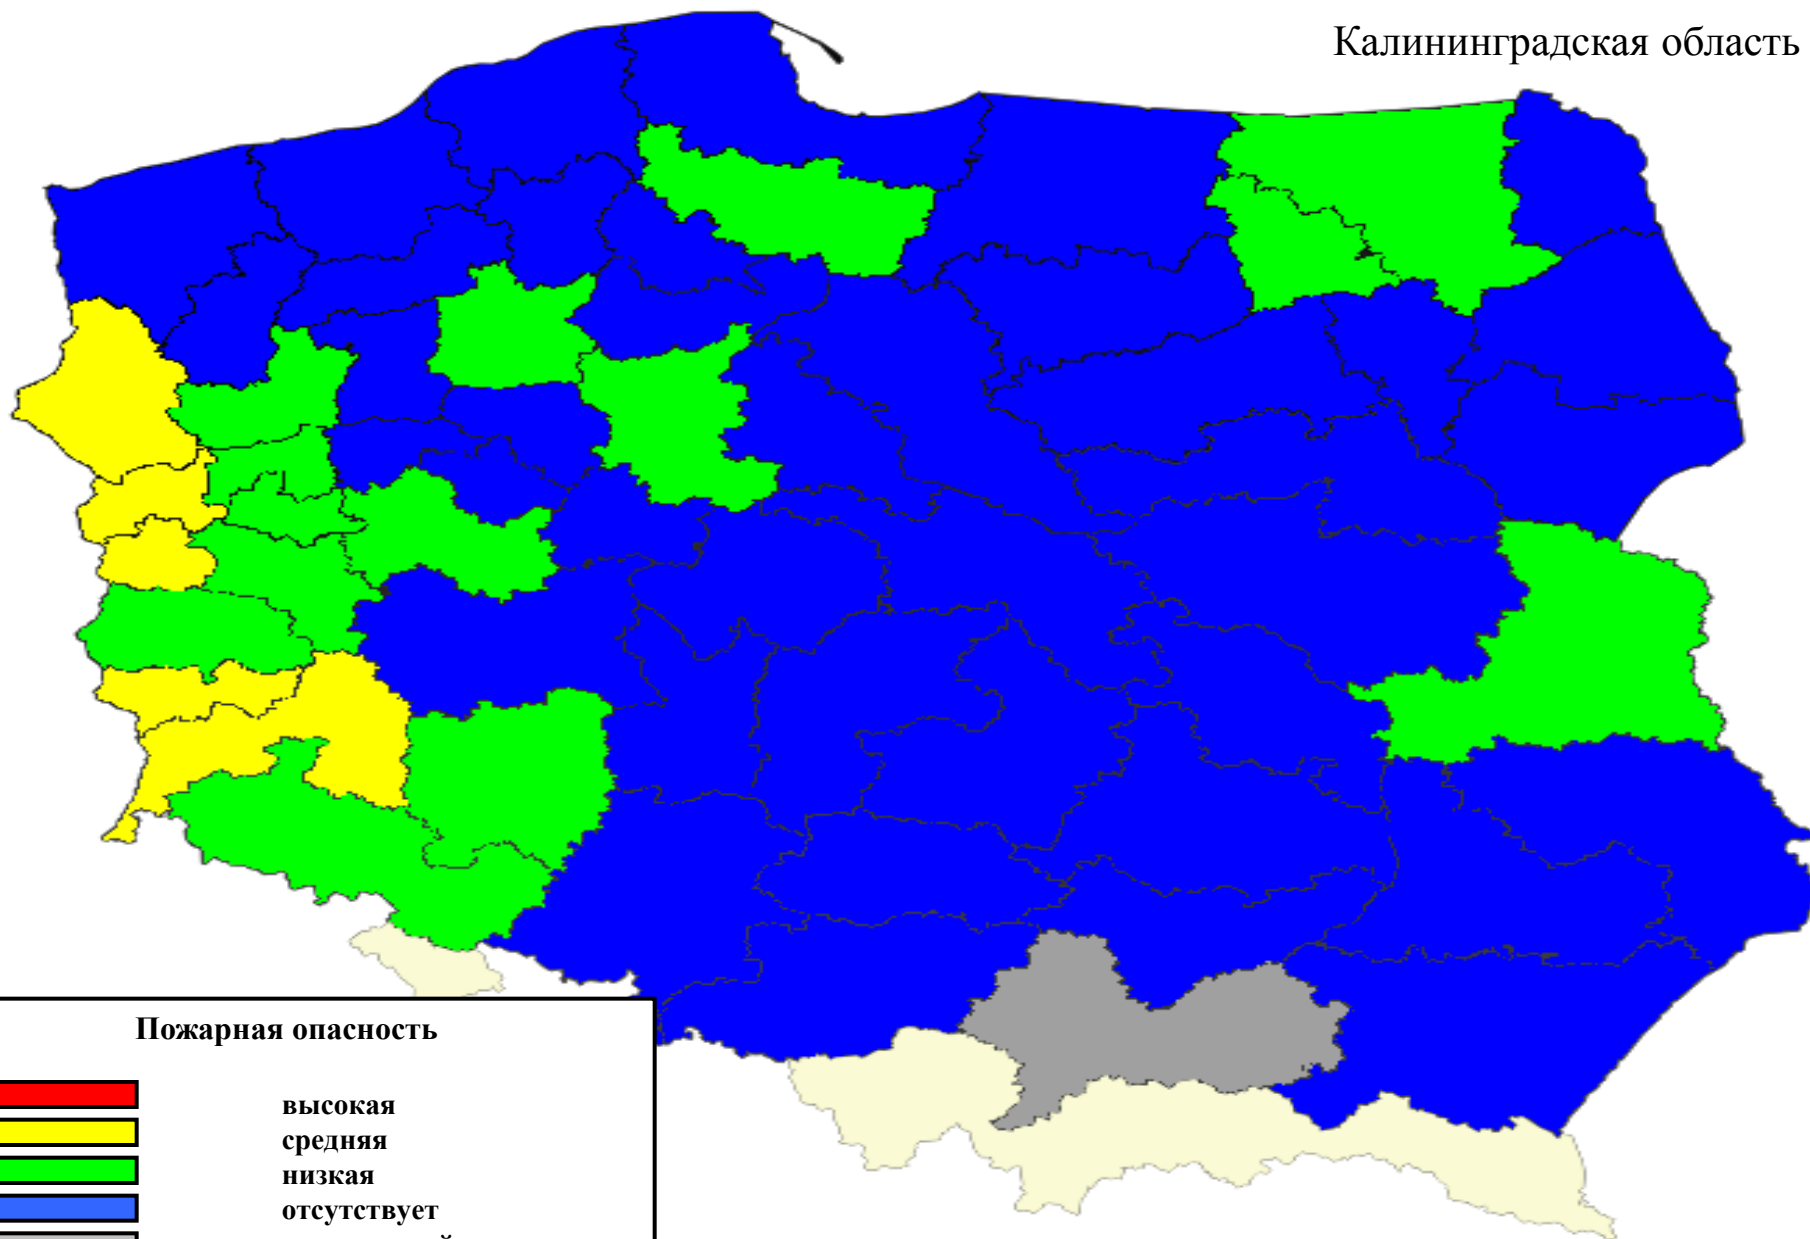 Калининградская область
Пожарная опасность
высокая
средняя
низкая
отсутствует